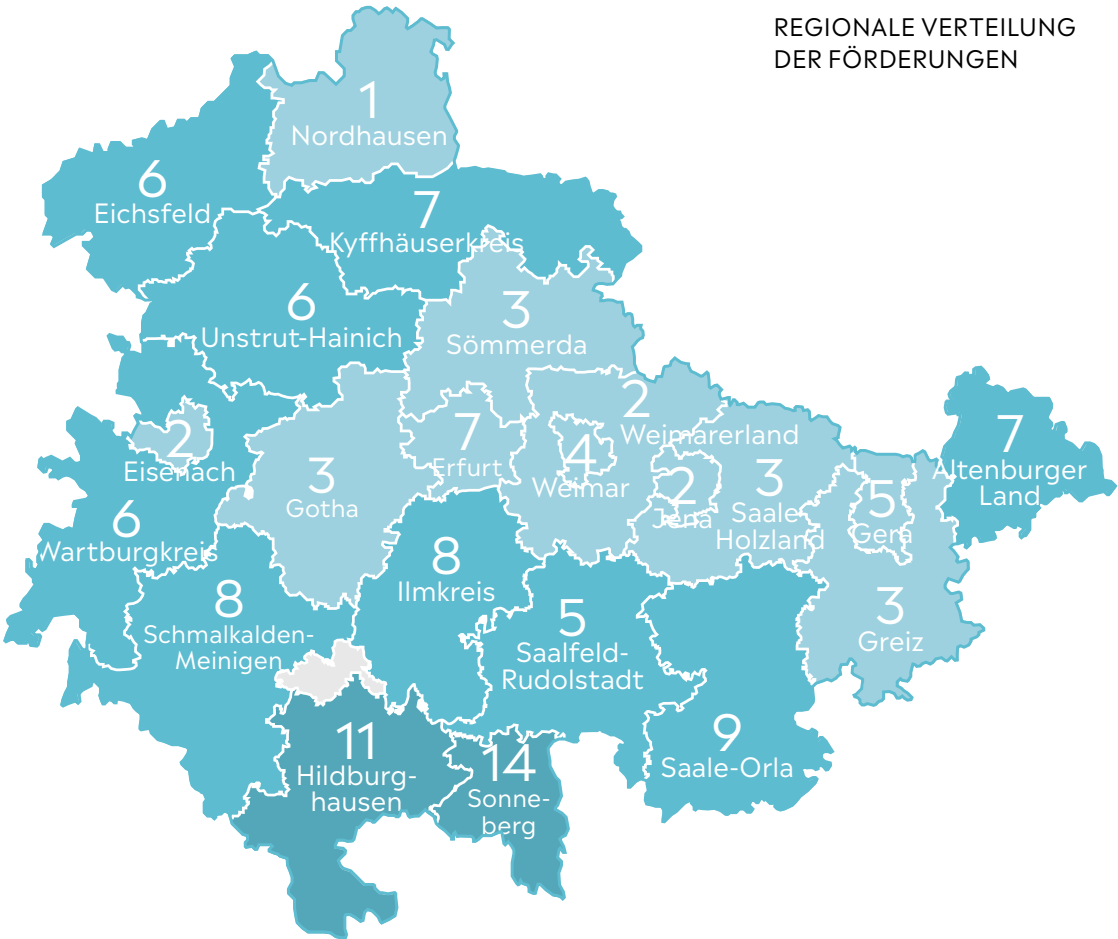 REGIONALE VERTEILUNG
DER FÖRDERUNGEN
1
Nordhausen
6
Eichsfeld
7
Kyffhäuserkreis
6
Unstrut-Hainich
3
Sömmerda
2
Weimarerland
2
Eisenach
3
Gotha
7
Erfurt
4
Weimar
2
Jena
3
Saale-
Holzland
5
Gera
7
Altenburger
Land
6
Wartburgkreis
8
Schmalkalden-
Meinigen
8
Ilmkreis
5
Saalfeld-
Rudolstadt
3
Greiz
11
Hildburg-
hausen
14
Sonne-
berg
9
Saale-Orla